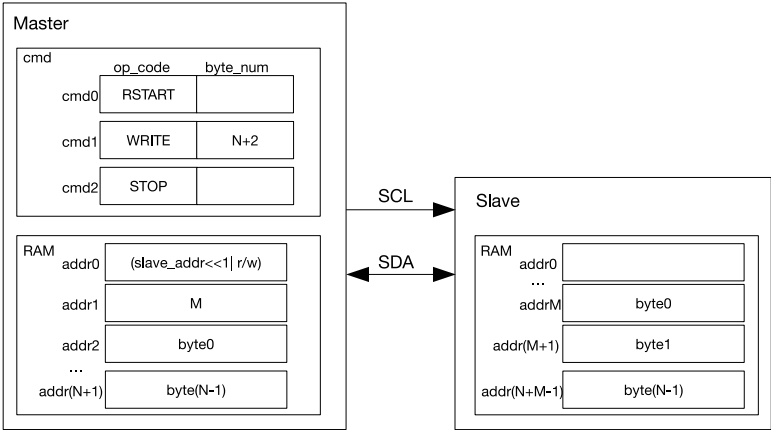 Master
cmd
op_code byte_num
cmd0 RSTART
cmd1 WRITE N+2
cmd2 STOP
RAM
addr0 (slave_addr<<1| r/w)
addr1 M
addr2 byte0
...
addr(N+1) byte(N-1)
SCL
SDA
Slave
RAM
addr0
...
addrM byte0
addr(M+1) byte1
addr(N+M-1) byte(N-1)